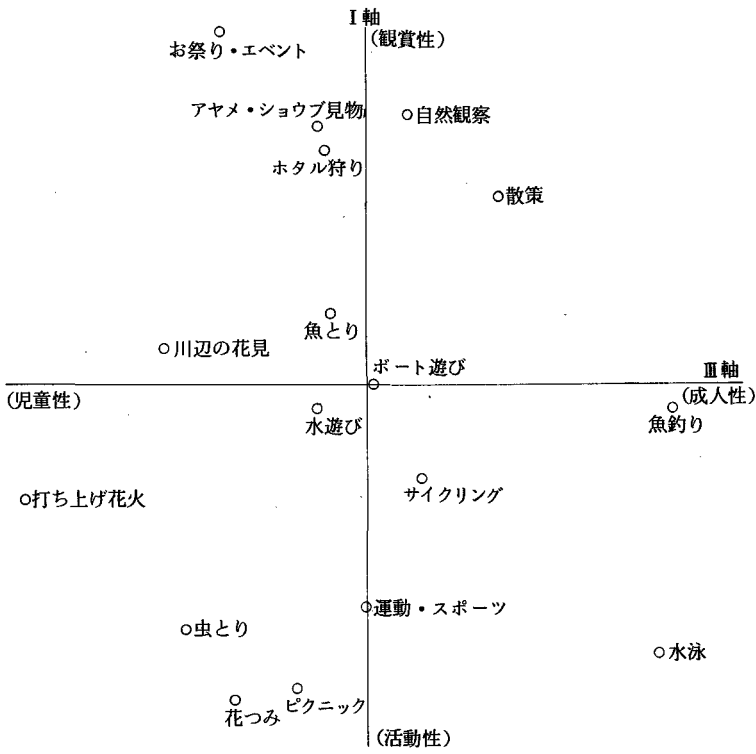 Ⅰ軸
(観賞性)
お祭り・エベント
アヤメ・ショウブ見物
自然観察
ホタル狩り
散策
魚とり
川辺の花見
ボート遊び
Ⅲ軸
(児童性)
(成人性)
水遊び
魚釣り
サイクリング
打ち上げ花火
運動・スポーツ
虫とり
水泳
ピクニック
花つみ
(活動性)